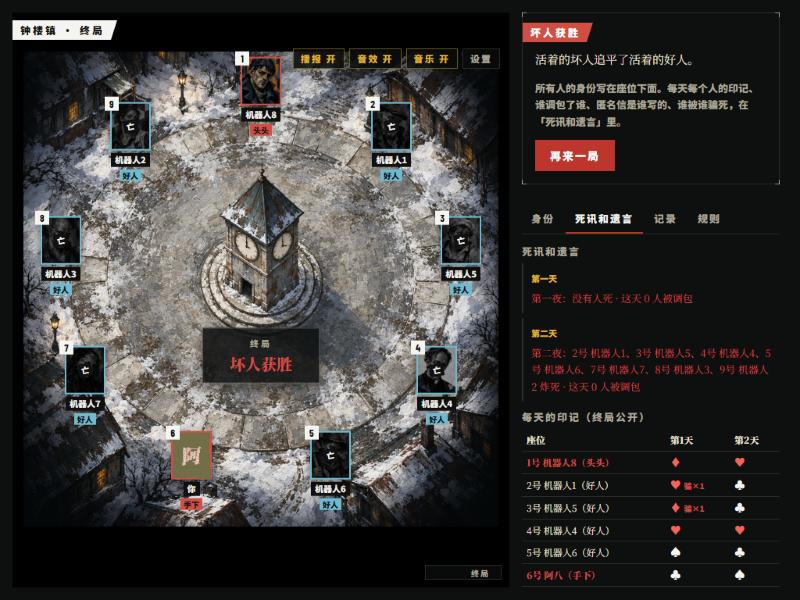 钟楼镇 · 终局
播报 开
音效 开
音乐 开
设置
1
机器人8
头头
9
亡
机器人2
好人
2
亡
机器人1
好人
8
亡
机器人3
好人
3
亡
机器人5
好人
终局
坏人获胜
7
亡
机器人7
好人
4
亡
机器人4
好人
6
阿
你
手下
5
亡
机器人6
好人
终局
坏人获胜
活着的坏人追平了活着的好人。
所有人的身份写在座位下面。每天每个人的印记、
谁调包了谁、匿名信是谁写的、谁被谁骗死，在
「死讯和遗言」里。
再来一局
身份 死讯和遗言 记录 规则
死讯和遗言
第一天
第一夜：没有人死 · 这天 0 人被调包
第二天
第二夜：2号 机器人1、3号 机器人5、4号 机器人4、5
号 机器人6、7号 机器人7、8号 机器人3、9号 机器人
2 炸死 · 这天 0 人被调包
每天的印记（终局公开）
座位 第1天 第2天
1号 机器人8（头头） ♦ ♥
2号 机器人1（好人） ♥ 骗×1 ♣
3号 机器人5（好人） ♦ 骗×1 ♣
4号 机器人4（好人） ♥ ♥
5号 机器人6（好人） ♠ ♣
6号 阿八（手下） ♣ ♠